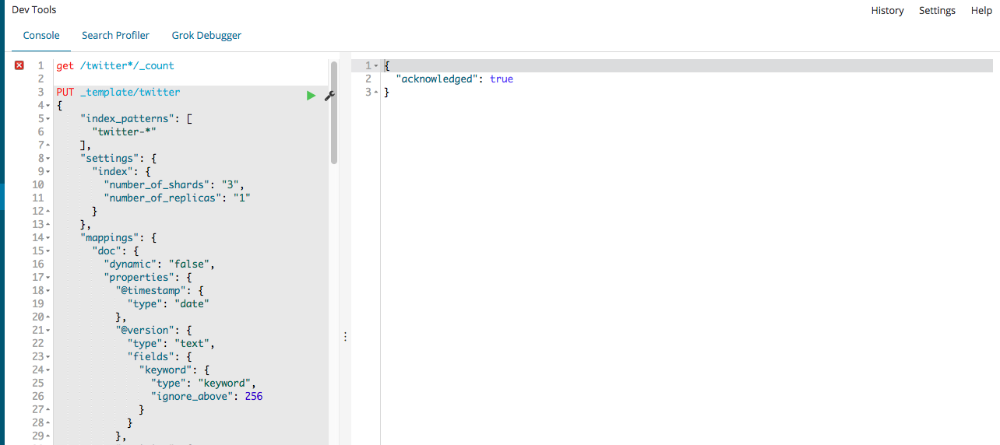 Dev Tools
History Settings Help
Console Search Profiler Grok Debugger
1 get /twitter*/_count
2
3 PUT _template/twitter
4 {
5 "index_patterns": [
6 "twitter-*"
7 ],
8 "settings": {
9 "index": {
10 "number_of_shards": "3",
11 "number_of_replicas": "1"
12 }
13 },
14 "mappings": {
15 "doc": {
16 "dynamic": "false",
17 "properties": {
18 "@timestamp": {
19 "type": "date"
20 },
21 "@version": {
22 "type": "text",
23 "fields": {
24 "keyword": {
25 "type": "keyword",
26 "ignore_above": 256
27 }
28 }
29 },
1 {
2 "acknowledged": true
3 }